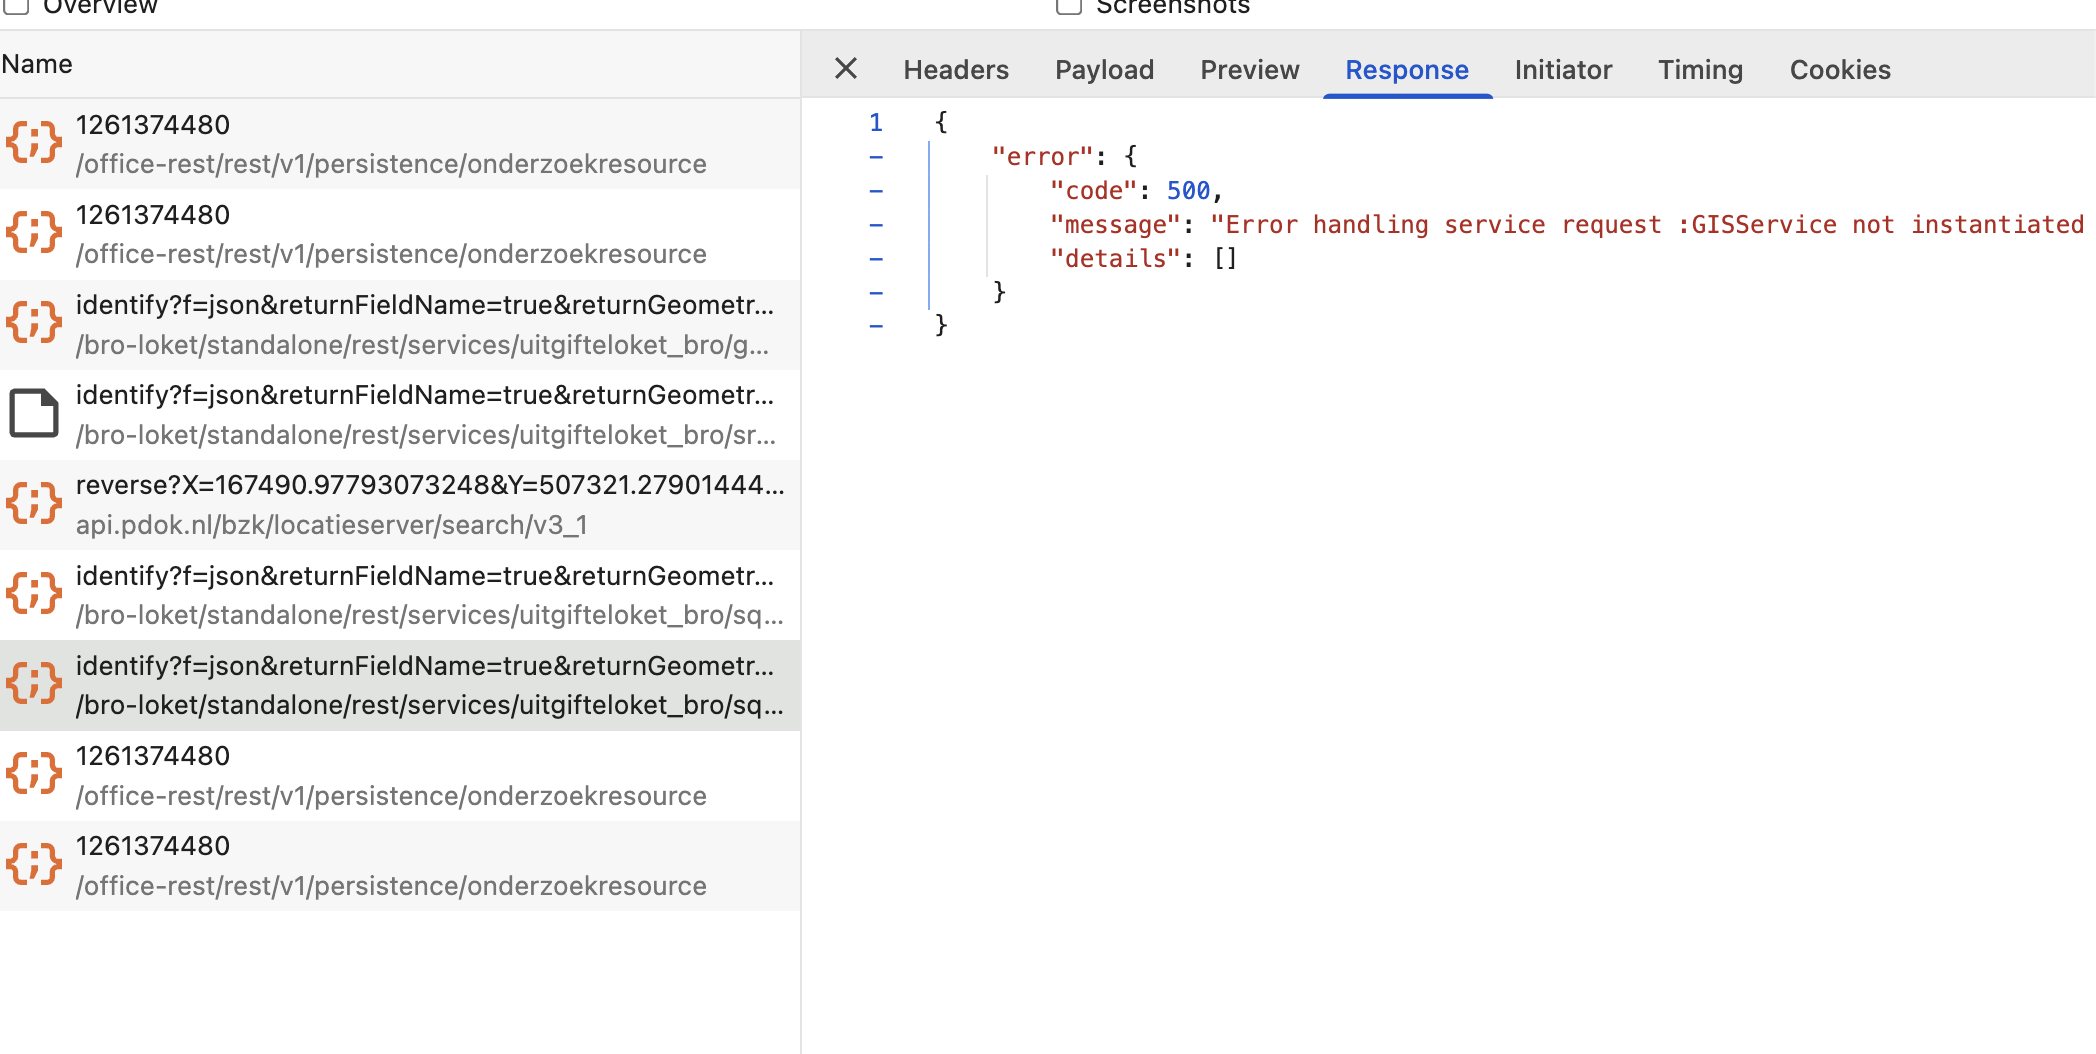 Overview
Screenshots
Name
1261374480
/office-rest/rest/v1/persistence/onderzoekresource
1261374480
/office-rest/rest/v1/persistence/onderzoekresource
identify?f=json&returnFieldName=true&returnGeometr...
/bro-loket/standalone/rest/services/uitgifteloket_bro/g...
identify?f=json&returnFieldName=true&returnGeometr...
/bro-loket/standalone/rest/services/uitgifteloket_bro/sr...
reverse?X=167490.97793073248&Y=507321.27901444...
api.pdok.nl/bzk/locatieserver/search/v3_1
identify?f=json&returnFieldName=true&returnGeometr...
/bro-loket/standalone/rest/services/uitgifteloket_bro/sq...
identify?f=json&returnFieldName=true&returnGeometr...
/bro-loket/standalone/rest/services/uitgifteloket_bro/sq...
1261374480
/office-rest/rest/v1/persistence/onderzoekresource
1261374480
/office-rest/rest/v1/persistence/onderzoekresource
Headers Payload Preview Response Initiator Timing Cookies
1 {
- "error": {
- "code": 500,
- "message": "Error handling service request :GISService not instantiated
- "details": []
- }
- }